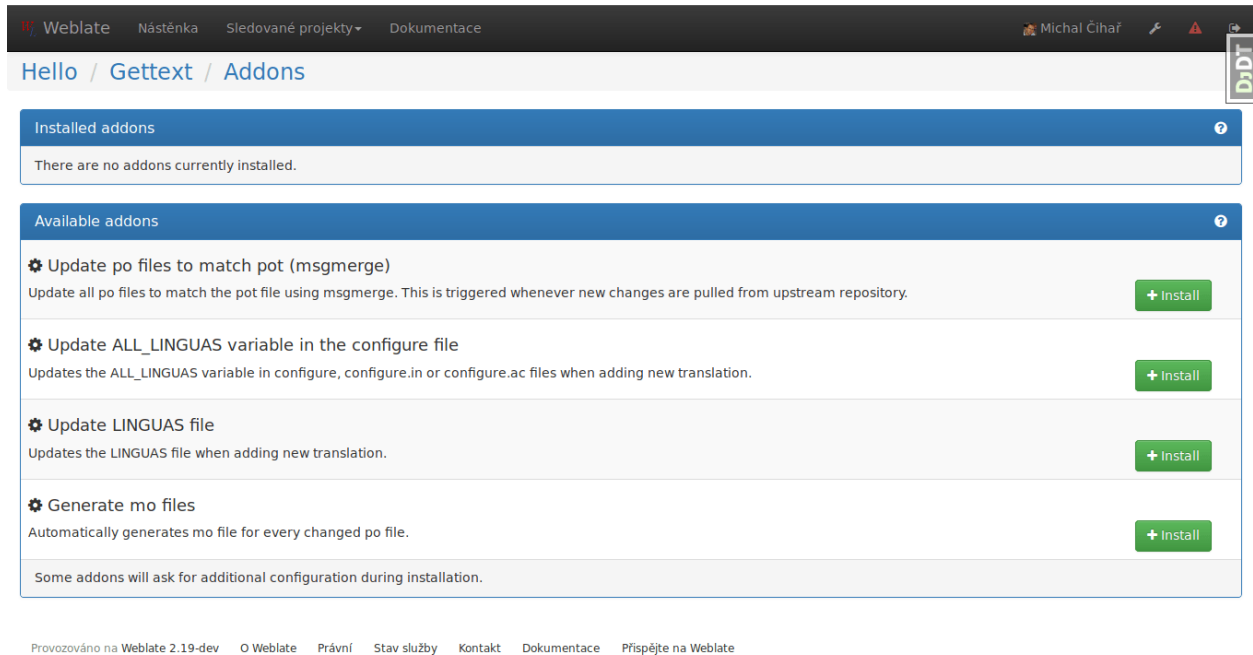 Weblate Nástěnka Sledované projekty Dokumentace Michal Čihař
DJDT
Hello / Gettext / Addons
Installed addons
There are no addons currently installed.
Available addons
Update po files to match pot (msgmerge)
Update all po files to match the pot file using msgmerge. This is triggered whenever new changes are pulled from upstream repository.
Install
Update ALL_LINGUAS variable in the configure file
Updates the ALL_LINGUAS variable in configure, configure.in or configure.ac files when adding new translation.
Install
Update LINGUAS file
Updates the LINGUAS file when adding new translation.
Install
Generate mo files
Automatically generates mo file for every changed po file.
Install
Some addons will ask for additional configuration during installation.
Provozováno na Weblate 2.19-dev O Weblate Právní Stav služby Kontakt Dokumentace Přispějte na Weblate